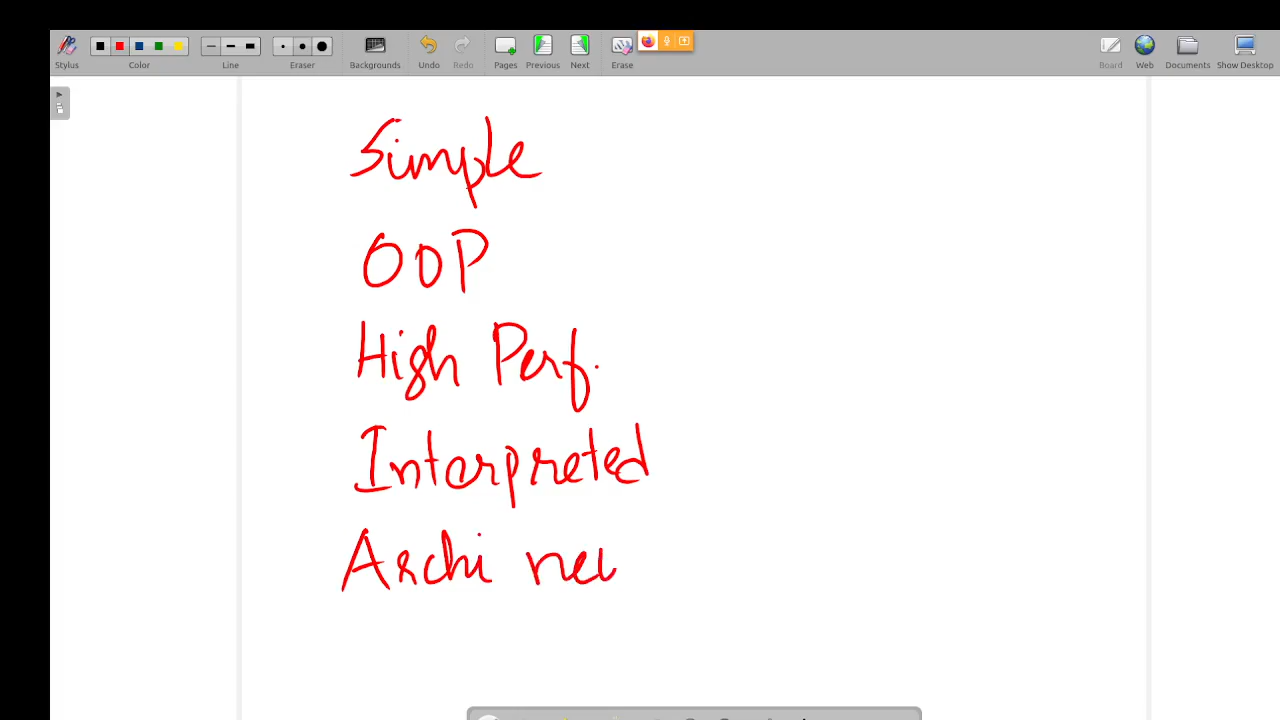 Stylus Color Line Eraser Backgrounds Undo Redo Pages Previous Next Erase Board Web Documents Show Desktop
Simple
OOP
High Perf.
Interpreted
Archi neu